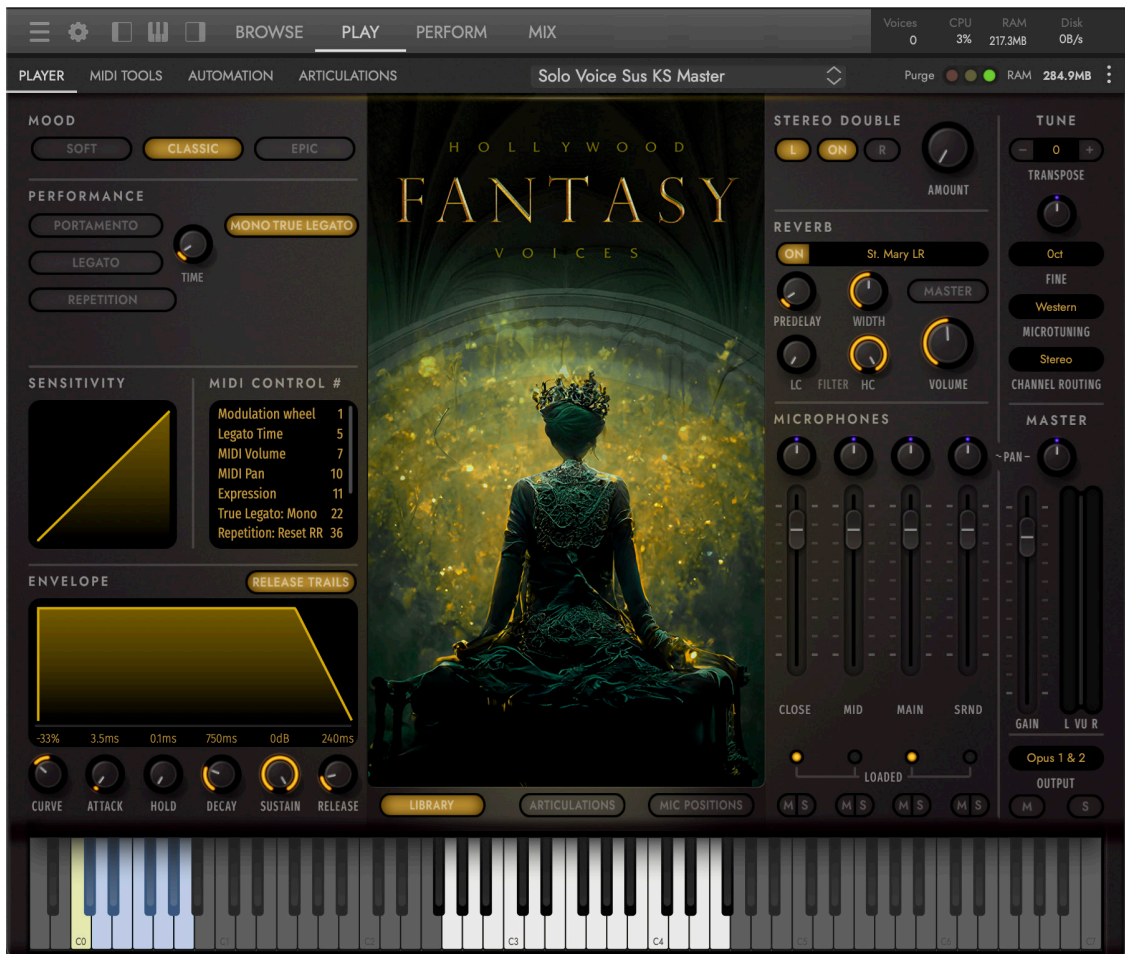 BROWSE PLAY PERFORM MIX
Voices CPU RAM Disk
0 3% 217.3MB 0B/s
PLAYER MIDI TOOLS AUTOMATION ARTICULATIONS
Solo Voice Sus KS Master
Purge RAM 284.9MB
MOOD
SOFT CLASSIC EPIC
PERFORMANCE
PORTAMENTO MONO TRUE LEGATO
LEGATO
TIME
REPETITION
SENSITIVITY
MIDI CONTROL #
Modulation wheel 1
Legato Time 5
MIDI Volume 7
MIDI Pan 10
Expression 11
True Legato: Mono 22
Repetition: Reset RR 36
ENVELOPE RELEASE TRAILS
-33% 3.5ms 0.1ms 750ms 0dB 240ms
CURVE ATTACK HOLD DECAY SUSTAIN RELEASE
HOLLYWOOD
FANTASY
VOICES
LIBRARY ARTICULATIONS MIC POSITIONS
STEREO DOUBLE
L ON R
AMOUNT
REVERB
ON St. Mary LR
MASTER
PREDELAY WIDTH
LC FILTER HC VOLUME
MICROPHONES
~PAN~
CLOSE MID MAIN SRND
LOADED
M S M S M S M S
TUNE
- 0 +
TRANSPOSE
0ct
FINE
Western
MICROTUNING
Stereo
CHANNEL ROUTING
MASTER
GAIN L VU R
Opus 1 & 2
OUTPUT
M S
C0 C1 C2 C3 C4 C5 C6 C7